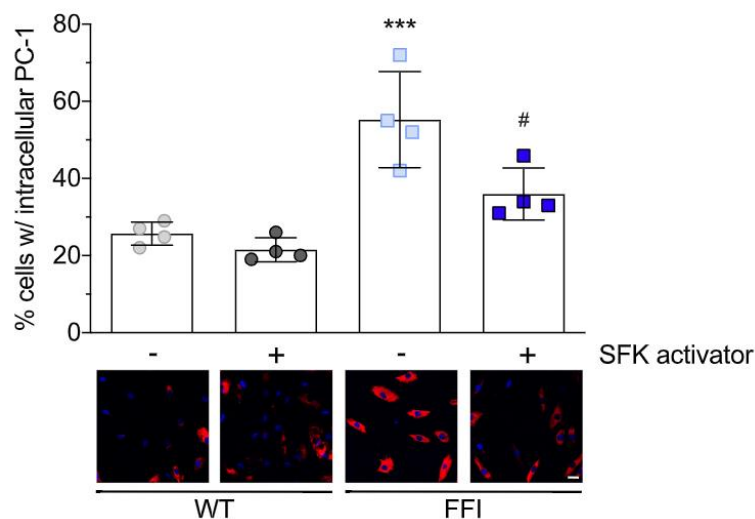 % cells w/ intracellular PC-1
80
60
40
20
0
***
#
- + - + SFK activator
WT FFI